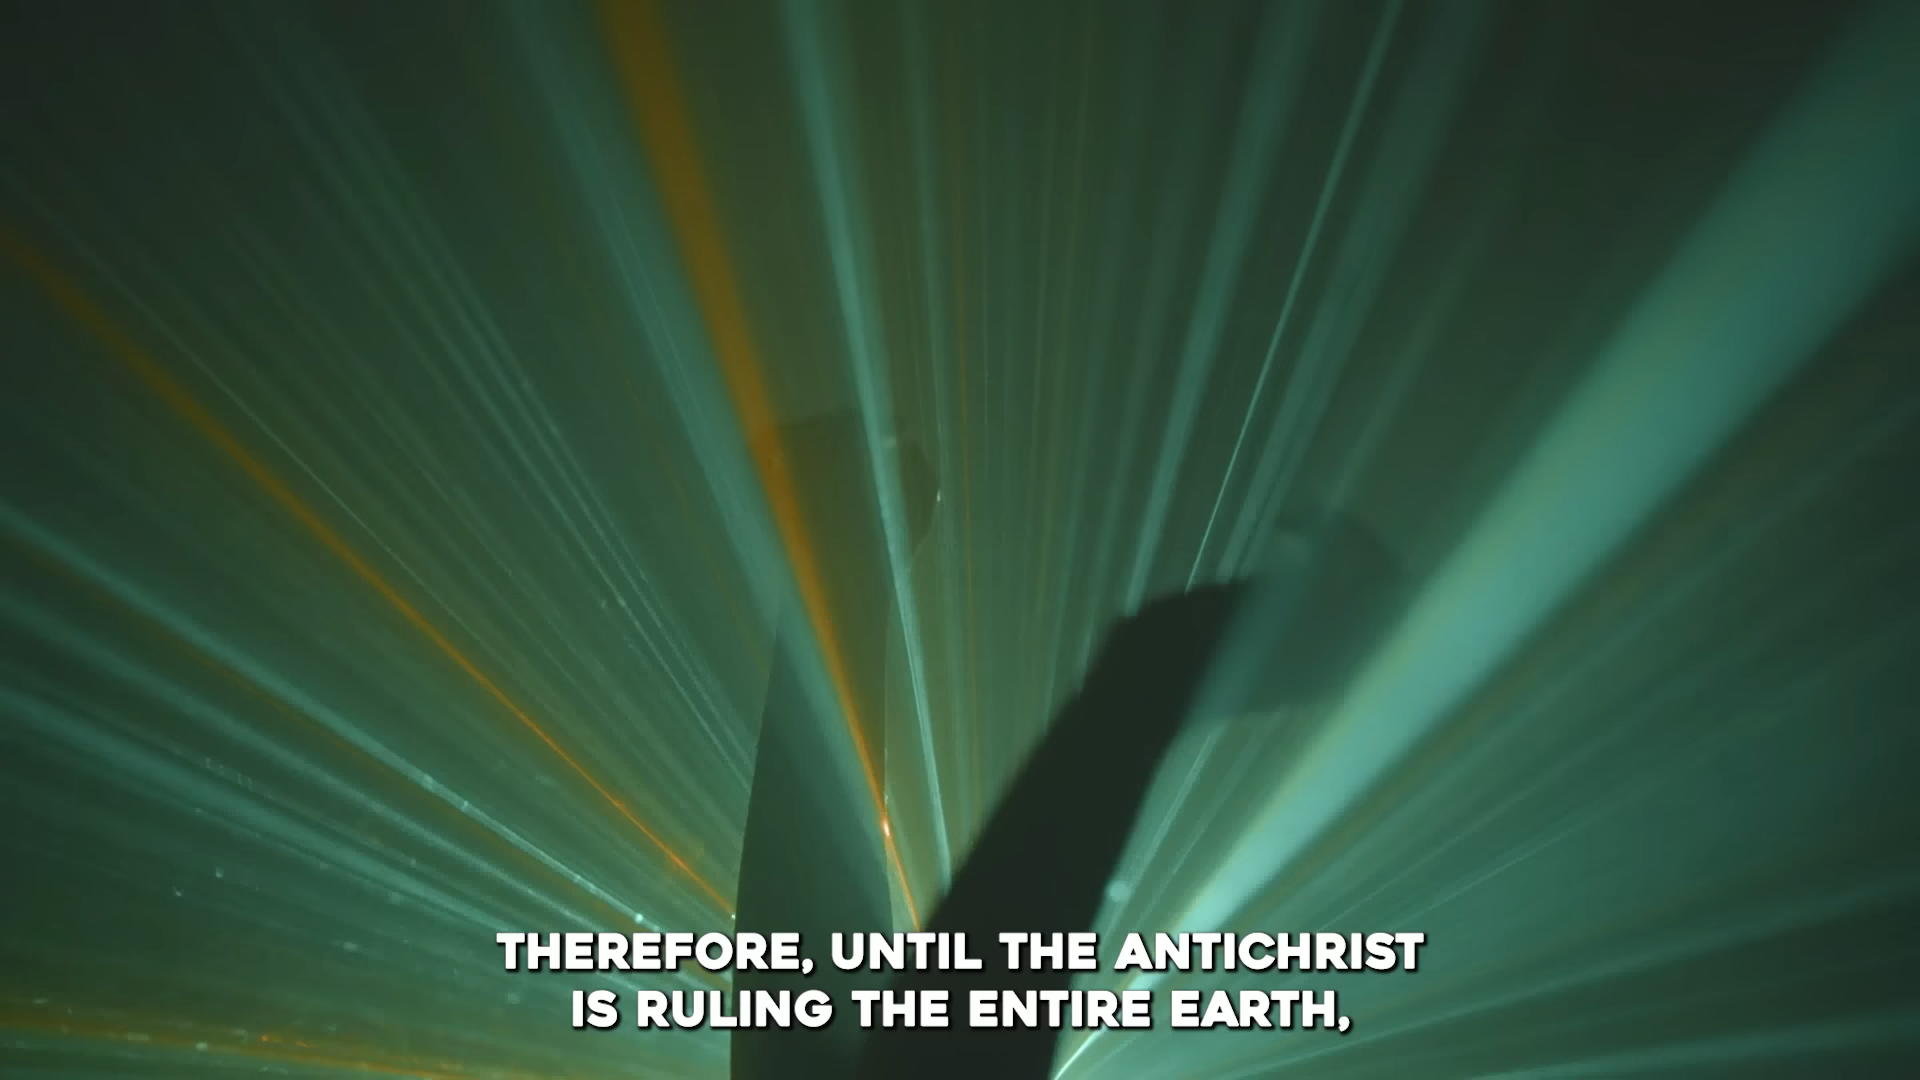 THEREFORE, UNTIL THE ANTICHRIST
IS RULING THE ENTIRE EARTH,